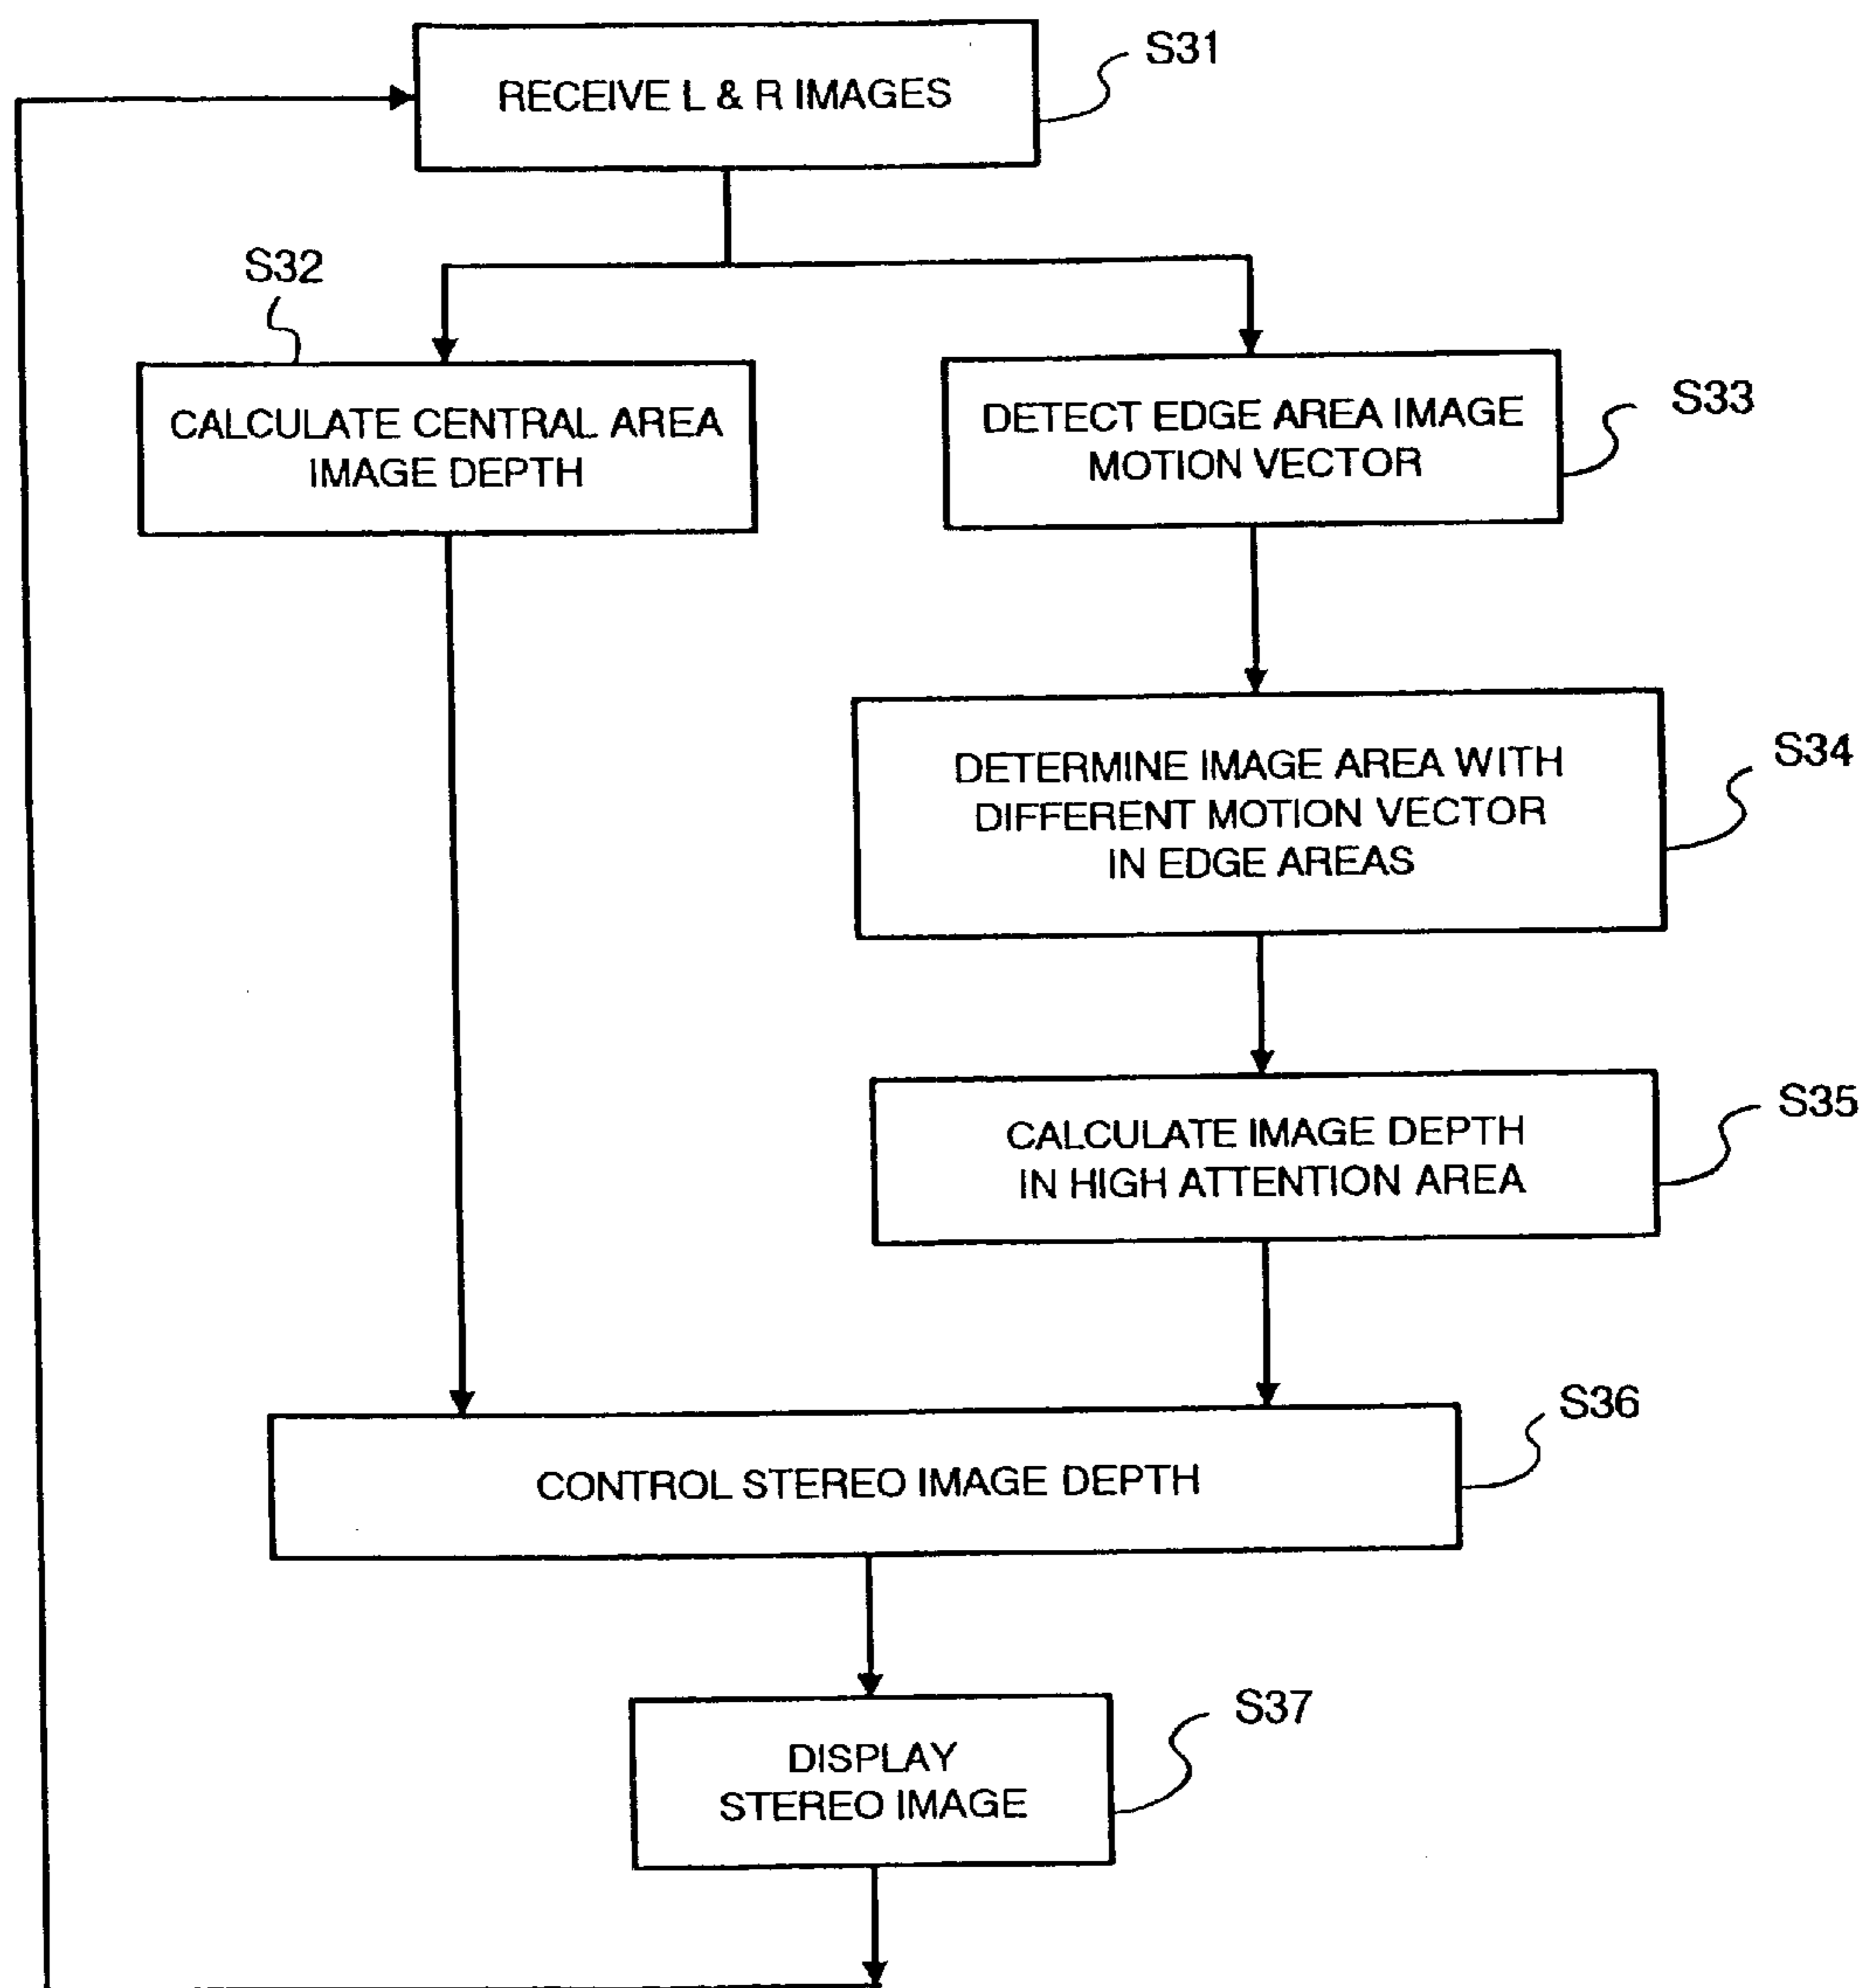 RECEIVE L & R IMAGES
S31
S32
CALCULATE CENTRAL AREA
IMAGE DEPTH
DETECT EDGE AREA IMAGE
MOTION VECTOR
S33
DETERMINE IMAGE AREA WITH
DIFFERENT MOTION VECTOR
IN EDGE AREAS
S34
CALCULATE IMAGE DEPTH
IN HIGH ATTENTION AREA
S35
CONTROL STEREO IMAGE DEPTH
S36
DISPLAY
STEREO IMAGE
S37